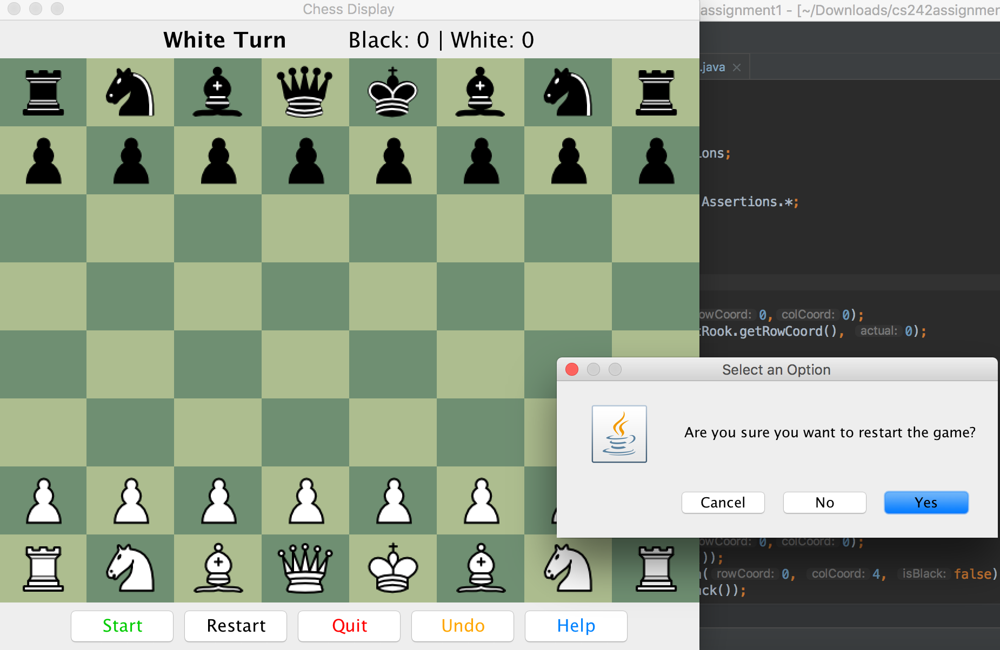 Chess Display
assignment1 - [~/Downloads/cs242assignmen
White Turn
Black: 0 | White: 0
.java
ons;
Assertions.*;
owCoord: 0, colCoord: 0);
tRook.getRowCoord(), actual: 0);
Select an Option
Are you sure you want to restart the game?
Cancel
No
Yes
owCoord: 0, colCoord: 0);
));
( rowCoord: 0, colCoord: 4, isBlack: false)
ck());
Start
Restart
Quit
Undo
Help